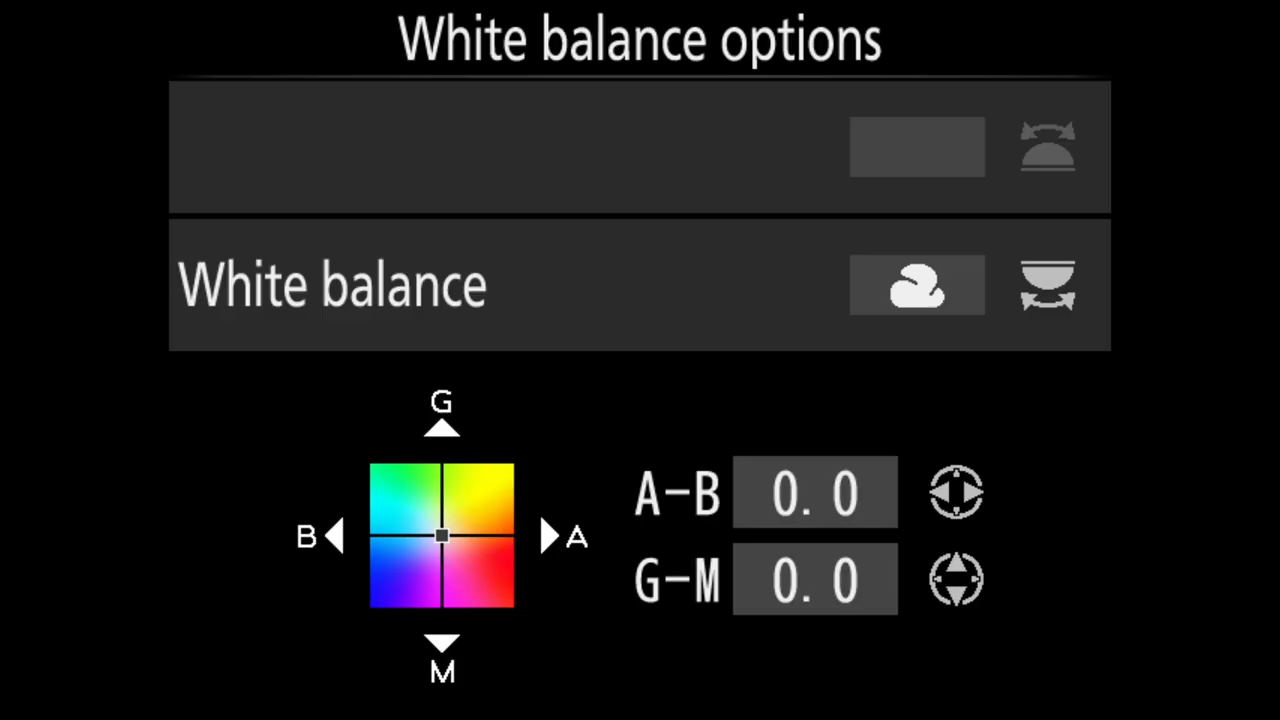 White balance options
White balance
G
B A
M
A-B 0. 0
G-M 0. 0